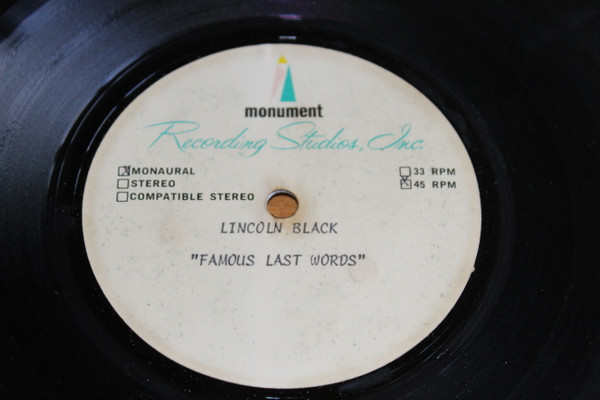 monument
Recording Studios, Inc.
MONAURAL
STEREO
COMPATIBLE STEREO
33 RPM
45 RPM
LINCOLN BLACK
"FAMOUS LAST WORDS"